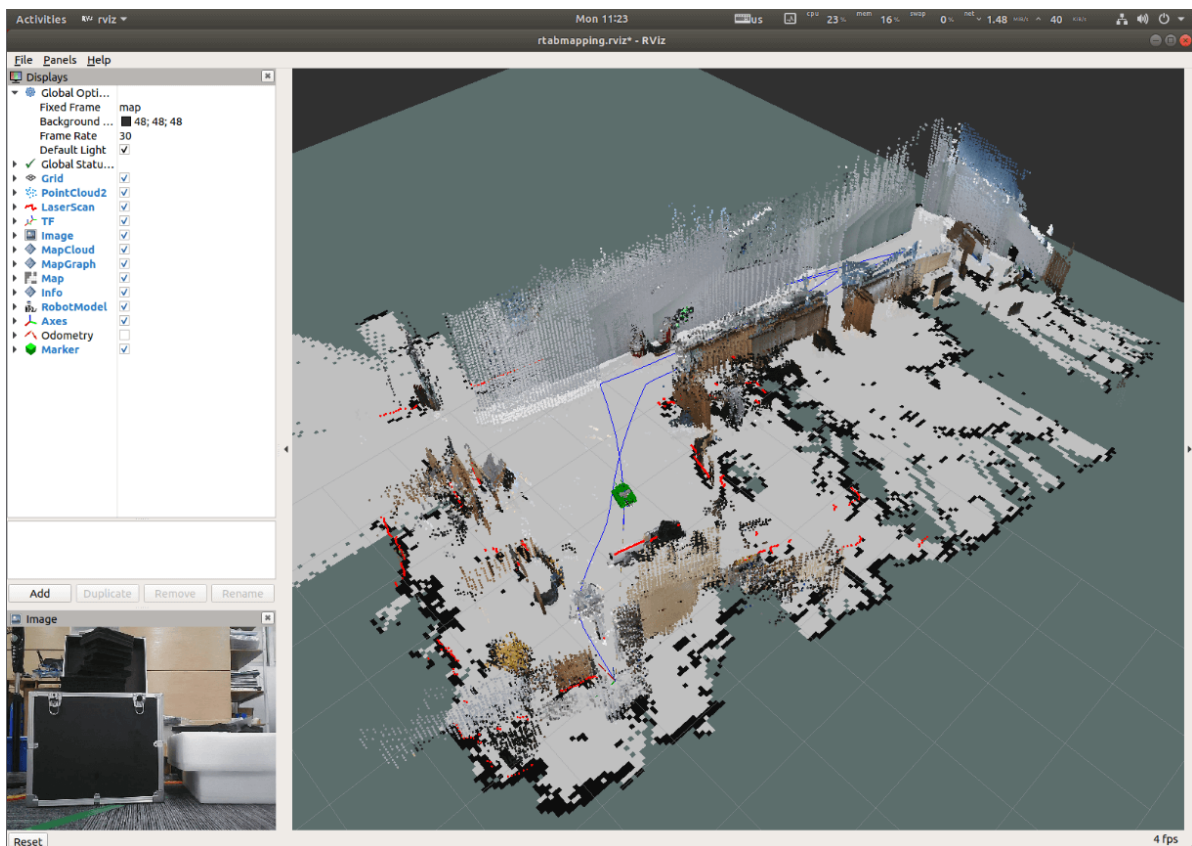 Activities rviz Mon 11:23 us cpu 23% mem 16% swap 0% net 1.48 40
rtabmapping.rviz* - RViz
File Panels Help
Displays
Global Opti...
Fixed Frame map
Background ... 48; 48; 48
Frame Rate 30
Default Light
Global Statu...
Grid
PointCloud2
LaserScan
TF
Image
MapCloud
MapGraph
Map
Info
RobotModel
Axes
Odometry
Marker
Add Duplicate Remove Rename
Image
Reset 4 fps